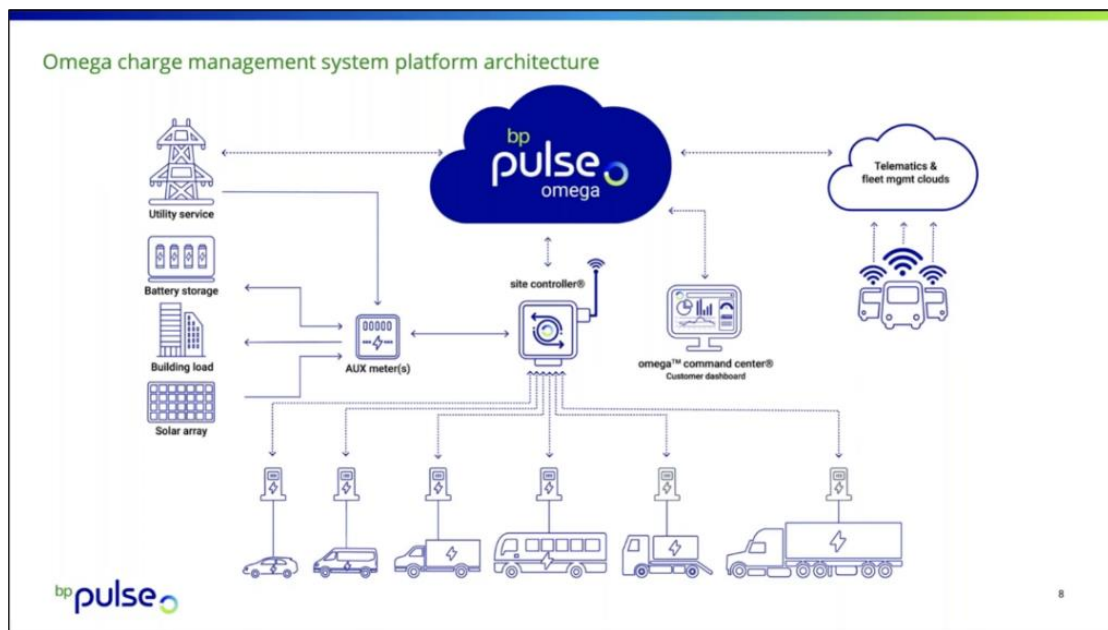 Omega charge management system platform architecture
bp
pulse
omega
Telematics &
fleet mgmt clouds
Utility service
Battery storage
site controller®
Building load
AUX meter(s)
omega™ command center®
Customer dashboard
Solar array
bp pulse
8